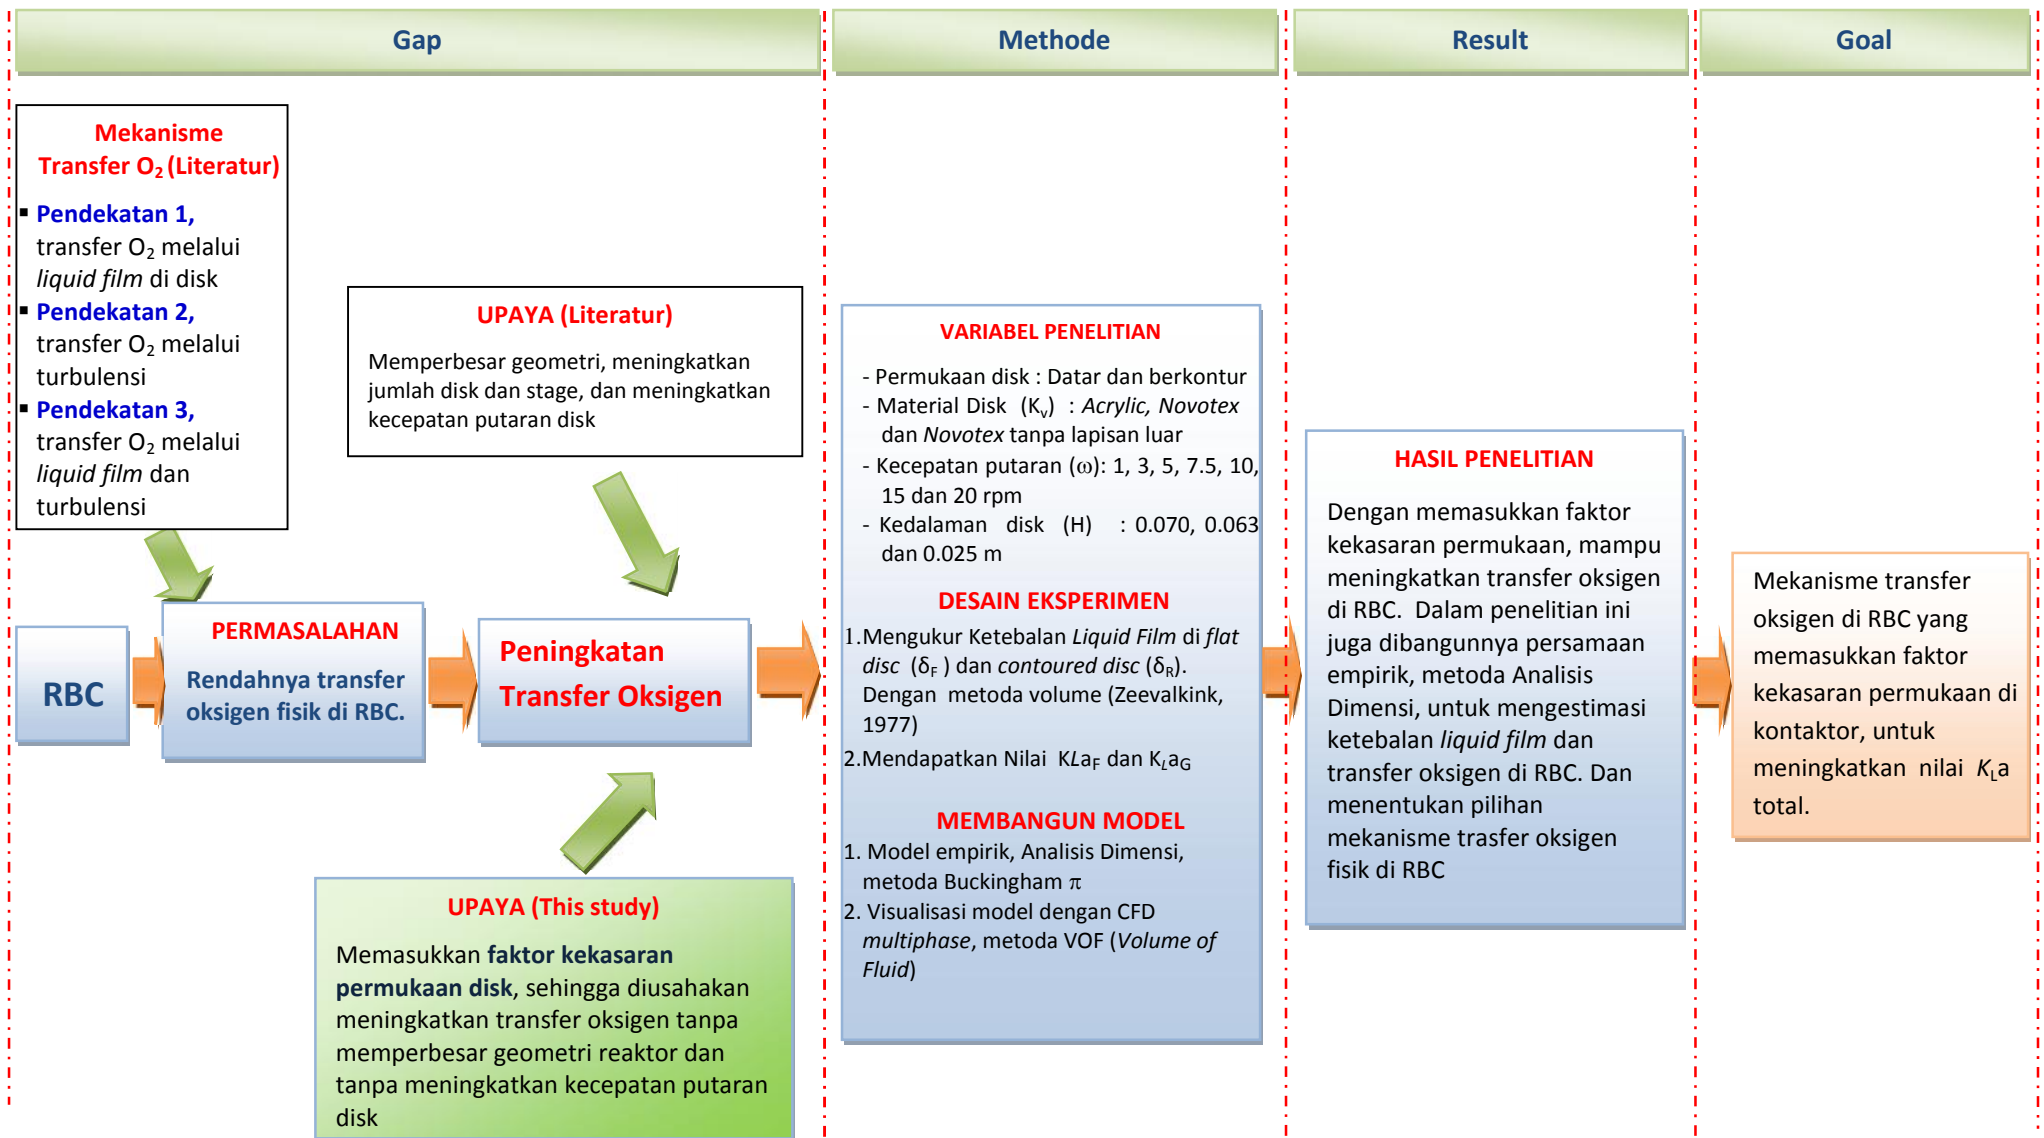 Gap
Methode
Result
Goal
Mekanisme
Transfer O₂ (Literatur)
▪ Pendekatan 1,
transfer O₂ melalui
liquid film di disk
▪ Pendekatan 2,
transfer O₂ melalui
turbulensi
▪ Pendekatan 3,
transfer O₂ melalui
liquid film dan
turbulensi
UPAYA (Literatur)
Memperbesar geometri, meningkatkan
jumlah disk dan stage, dan meningkatkan
kecepatan putaran disk
RBC
PERMASALAHAN
Rendahnya transfer
oksigen fisik di RBC.
Peningkatan
Transfer Oksigen
UPAYA (This study)
Memasukkan faktor kekasaran
permukaan disk, sehingga diusahakan
meningkatkan transfer oksigen tanpa
memperbesar geometri reaktor dan
tanpa meningkatkan kecepatan putaran
disk
VARIABEL PENELITIAN
- Permukaan disk : Datar dan berkontur
- Material Disk (Kᵥ) : Acrylic, Novotex
dan Novotex tanpa lapisan luar
- Kecepatan putaran (ω): 1, 3, 5, 7.5, 10,
15 dan 20 rpm
- Kedalaman disk (H) : 0.070, 0.063
dan 0.025 m
DESAIN EKSPERIMEN
1.Mengukur Ketebalan Liquid Film di flat
disc (δF ) dan contoured disc (δR).
Dengan metoda volume (Zeevalkink,
1977)
2.Mendapatkan Nilai KLaF dan KLaG
MEMBANGUN MODEL
1. Model empirik, Analisis Dimensi,
metoda Buckingham π
2. Visualisasi model dengan CFD
multiphase, metoda VOF (Volume of
Fluid)
HASIL PENELITIAN
Dengan memasukkan faktor
kekasaran permukaan, mampu
meningkatkan transfer oksigen
di RBC. Dalam penelitian ini
juga dibangunnya persamaan
empirik, metoda Analisis
Dimensi, untuk mengestimasi
ketebalan liquid film dan
transfer oksigen di RBC. Dan
menentukan pilihan
mekanisme trasfer oksigen
fisik di RBC
Mekanisme transfer
oksigen di RBC yang
memasukkan faktor
kekasaran permukaan di
kontaktor, untuk
meningkatkan nilai KLa
total.